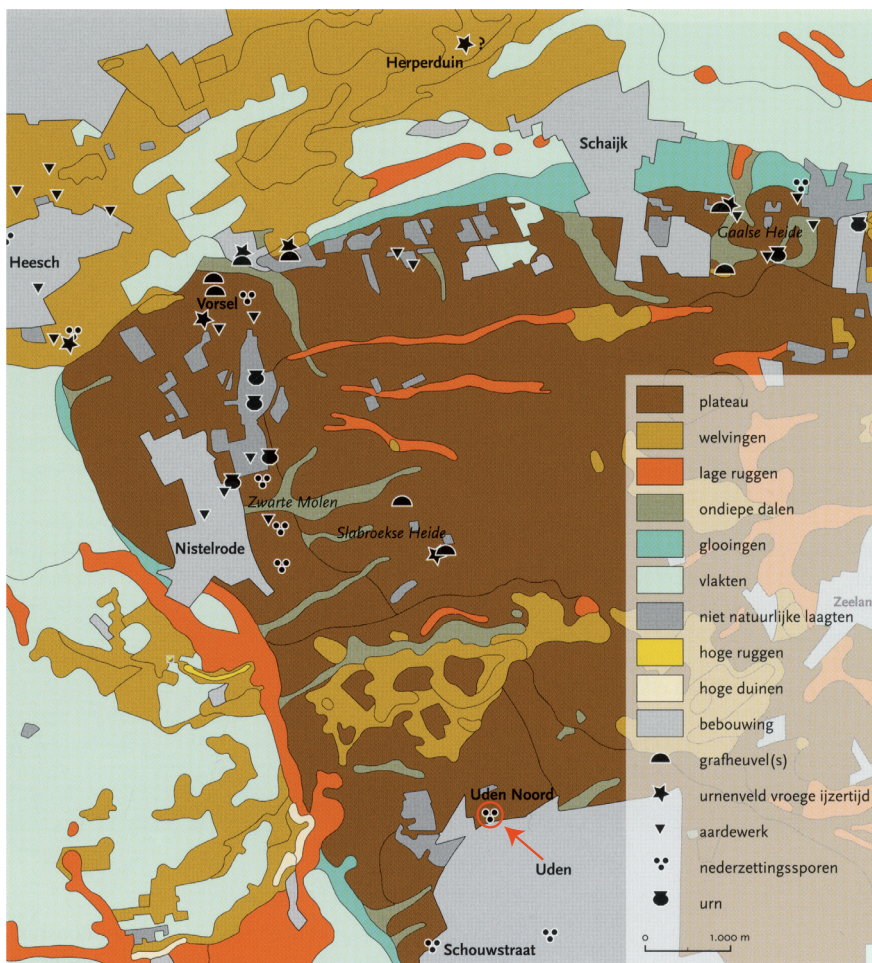 Herperduin
?
Schaijk
Gaalse Heide
Heesch
Vorsel
Zwarte Molen
Slabroekse Heide
Nistelrode
Zeelan
Uden Noord
Uden
Schouwstraat
plateau
welvingen
lage ruggen
ondiepe dalen
glooingen
vlakten
niet natuurlijke laagten
hoge ruggen
hoge duinen
bebouwing
grafheuvel(s)
urnenveld vroege ijzertijd
aardewerk
nederzettingssporen
urn
0 1.000 m